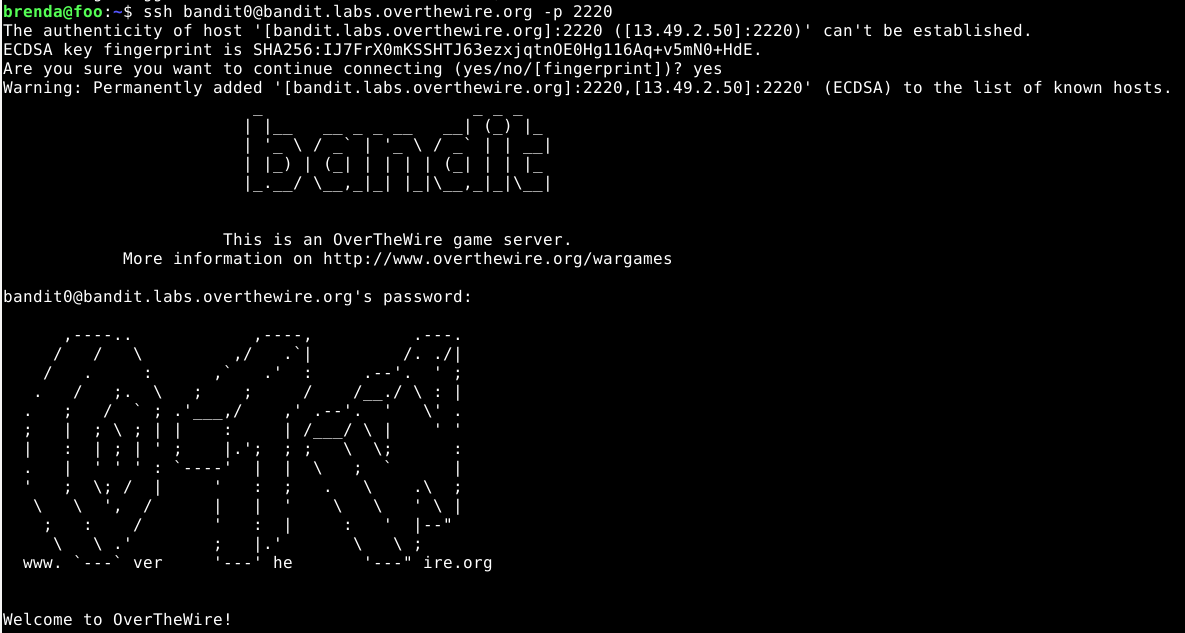 brenda@foo:~$ ssh bandit0@bandit.labs.overthewire.org -p 2220
The authenticity of host '[bandit.labs.overthewire.org]:2220 ([13.49.2.50]:2220)' can't be established.
ECDSA key fingerprint is SHA256:IJ7FrX0mKSSHTJ63ezxjqtnOE0Hg116Aq+v5mN0+HdE.
Are you sure you want to continue connecting (yes/no/[fingerprint])? yes
Warning: Permanently added '[bandit.labs.overthewire.org]:2220,[13.49.2.50]:2220' (ECDSA) to the list of known hosts.
bandit
This is an OverTheWire game server.
More information on http://www.overthewire.org/wargames
bandit0@bandit.labs.overthewire.org's password:
www. ver he ire.org
Welcome to OverTheWire!